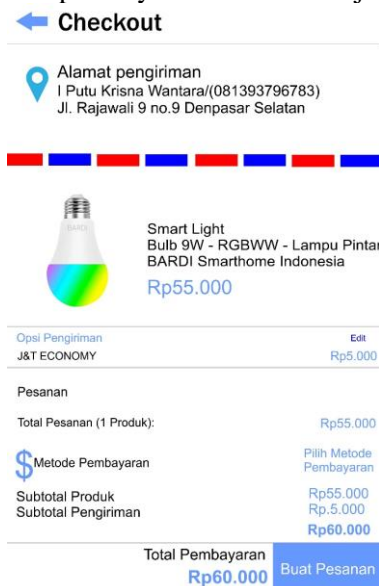 Checkout
Alamat pengiriman
I Putu Krisna Wantara/(081393796783)
Jl. Rajawali 9 no.9 Denpasar Selatan
BARDI
Smart Light
Bulb 9W - RGBWW - Lampu Pintar
BARDI Smarthome Indonesia
Rp55.000
Opsi Pengiriman Edit
J&T ECONOMY Rp5.000
Pesanan
Total Pesanan (1 Produk): Rp55.000
$ Metode Pembayaran Pilih Metode
Pembayaran
Subtotal Produk Rp55.000
Subtotal Pengiriman Rp.5.000
Rp60.000
Total Pembayaran
Rp60.000 Buat Pesanan